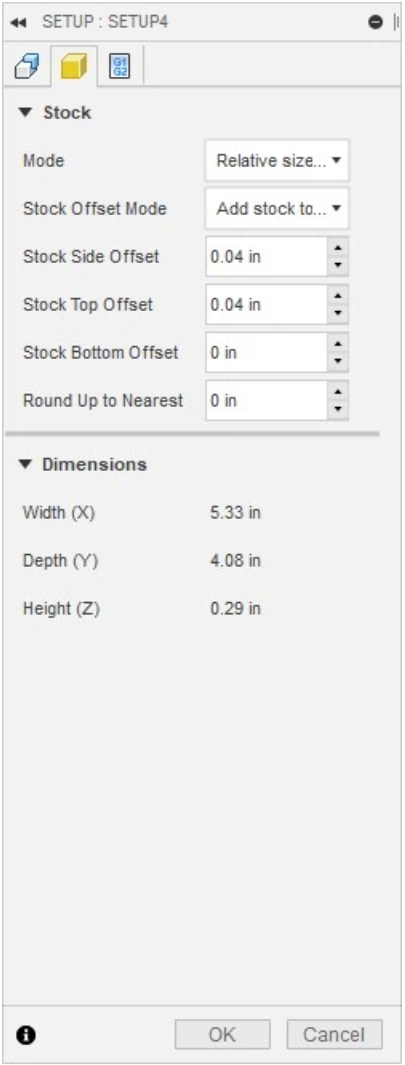 SETUP : SETUP4
G1
G2
Stock
Mode Relative size...
Stock Offset Mode Add stock to...
Stock Side Offset 0.04 in
Stock Top Offset 0.04 in
Stock Bottom Offset 0 in
Round Up to Nearest 0 in
Dimensions
Width (X) 5.33 in
Depth (Y) 4.08 in
Height (Z) 0.29 in
OK Cancel